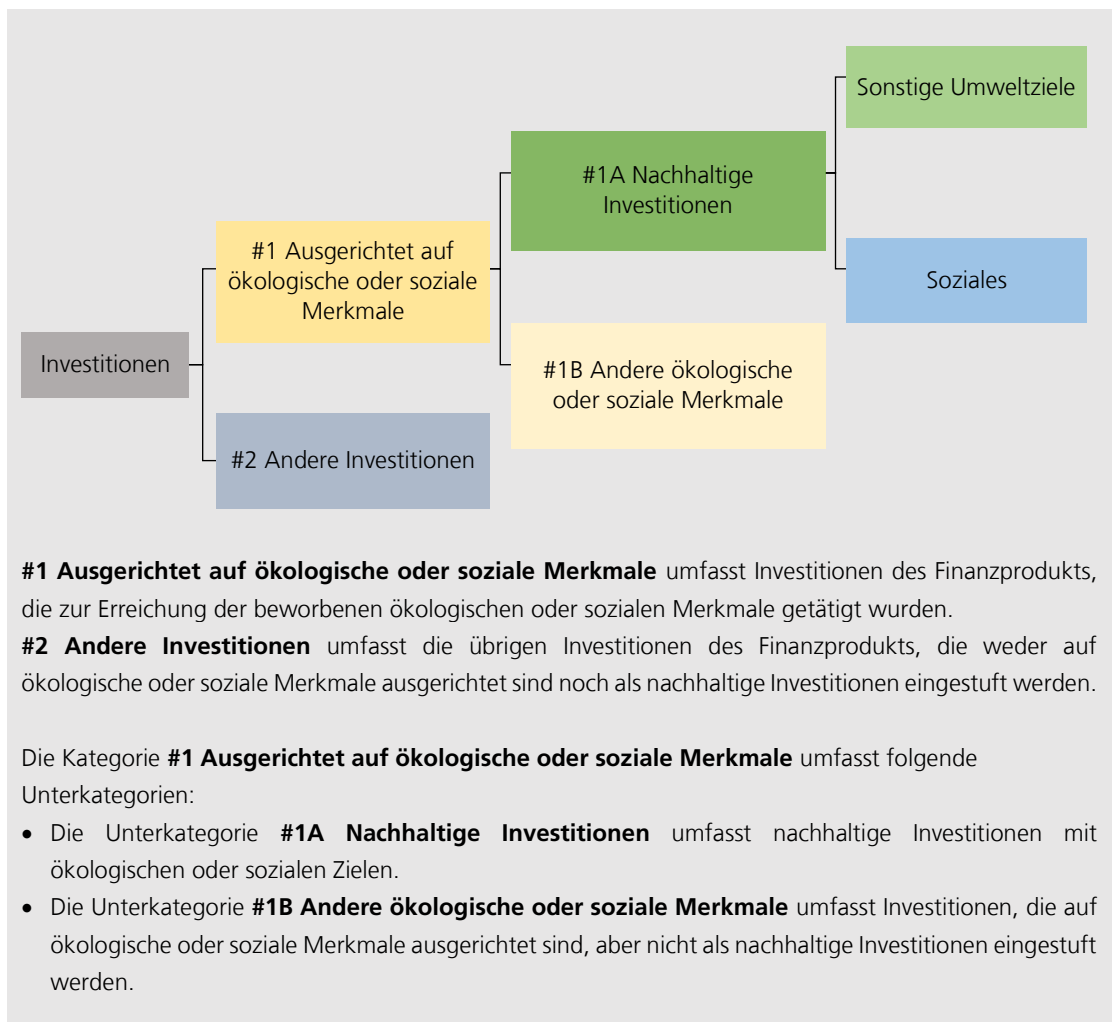 Sonstige Umweltziele
#1A Nachhaltige
Investitionen
#1 Ausgerichtet auf
ökologische oder soziale
Merkmale
Soziales
Investitionen
#1B Andere ökologische
oder soziale Merkmale
#2 Andere Investitionen
#1 Ausgerichtet auf ökologische oder soziale Merkmale umfasst Investitionen des Finanzprodukts,
die zur Erreichung der beworbenen ökologischen oder sozialen Merkmale getätigt wurden.
#2 Andere Investitionen umfasst die übrigen Investitionen des Finanzprodukts, die weder auf
ökologische oder soziale Merkmale ausgerichtet sind noch als nachhaltige Investitionen eingestuft werden.
Die Kategorie #1 Ausgerichtet auf ökologische oder soziale Merkmale umfasst folgende
Unterkategorien:
• Die Unterkategorie #1A Nachhaltige Investitionen umfasst nachhaltige Investitionen mit
ökologischen oder sozialen Zielen.
• Die Unterkategorie #1B Andere ökologische oder soziale Merkmale umfasst Investitionen, die auf
ökologische oder soziale Merkmale ausgerichtet sind, aber nicht als nachhaltige Investitionen eingestuft
werden.